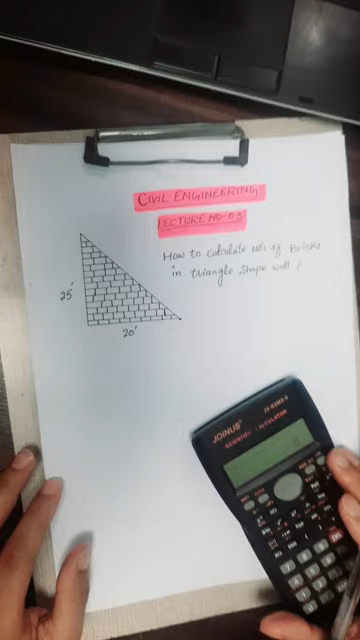 CIVIL ENGINEERING
LECTURE NO-03
How to calculate No's of Bricks
in triangle shape wall ?
25'
20'
JOINUS
SCIENTIFIC CALCULATOR